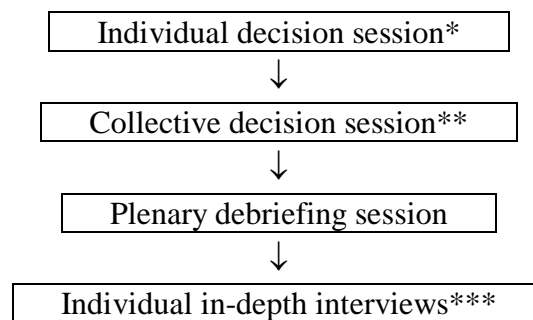 Individual decision session*
↓
Collective decision session**
↓
Plenary debriefing session
↓
Individual in-depth interviews***